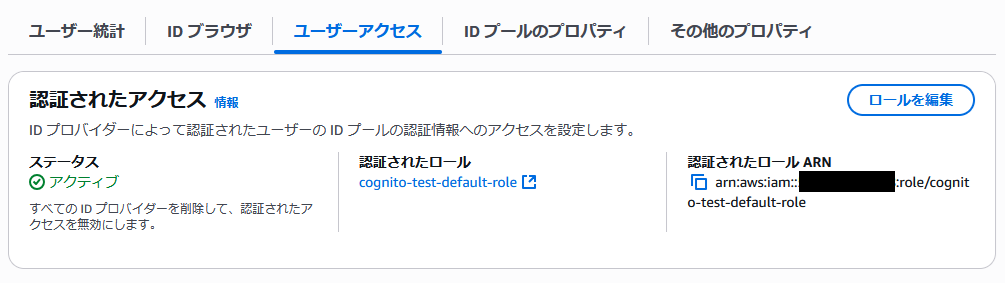 ユーザー統計
ID ブラウザ
ユーザーアクセス
ID プールのプロパティ
その他のプロパティ
認証されたアクセス 情報
ロールを編集
ID プロバイダーによって認証されたユーザーの ID プールの認証情報へのアクセスを設定します。
ステータス
アクティブ
すべての ID プロバイダーを削除して、認証されたア
クセスを無効にします。
認証されたロール
cognito-test-default-role
認証されたロール ARN
arn:aws:iam:: :role/cognit
o-test-default-role